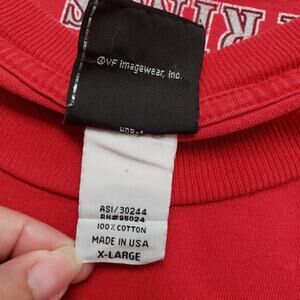 ©VF Imagewear, Inc.
ASI/30244
RN#95024
100% COTTON
MADE IN USA
X-LARGE